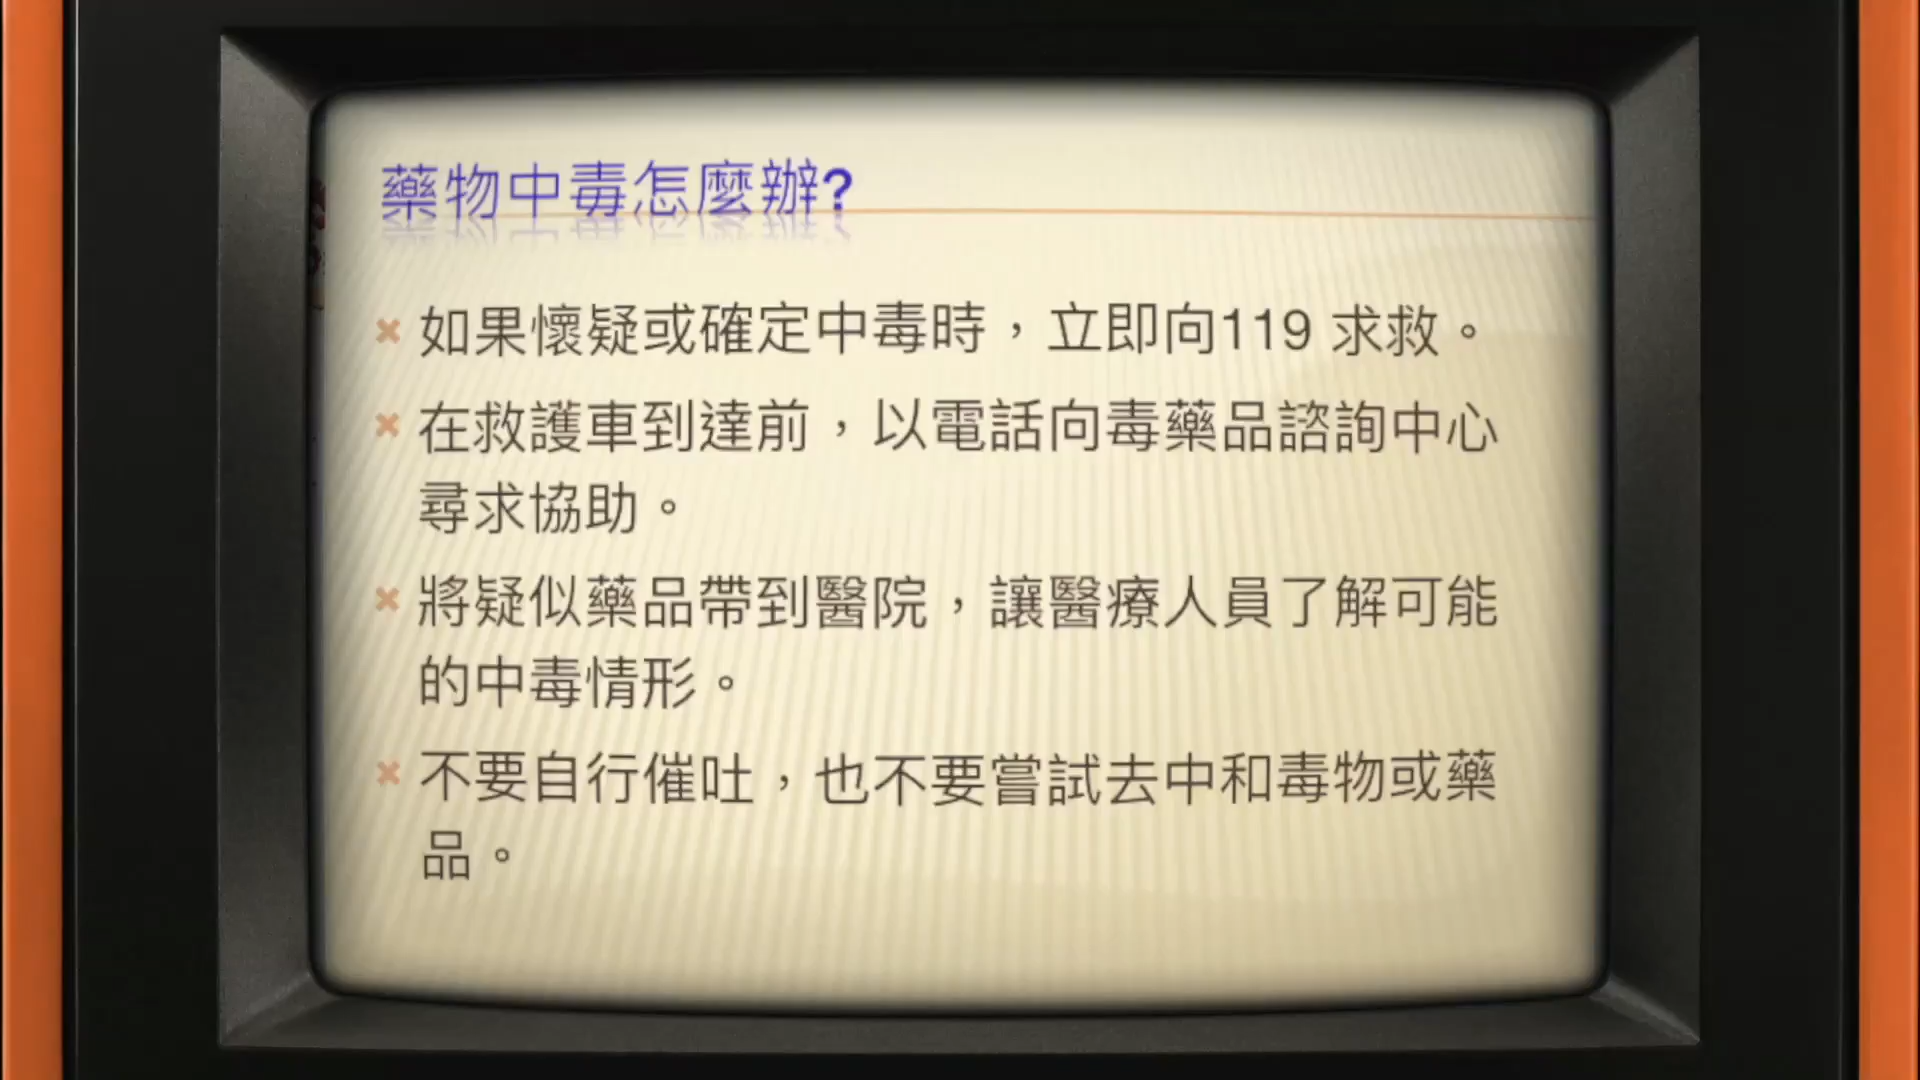 藥物中毒怎麼辦?
如果懷疑或確定中毒時，立即向119 求救。
在救護車到達前，以電話向毒藥品諮詢中心
尋求協助。
將疑似藥品帶到醫院，讓醫療人員了解可能
的中毒情形。
不要自行催吐，也不要嘗試去中和毒物或藥
品。